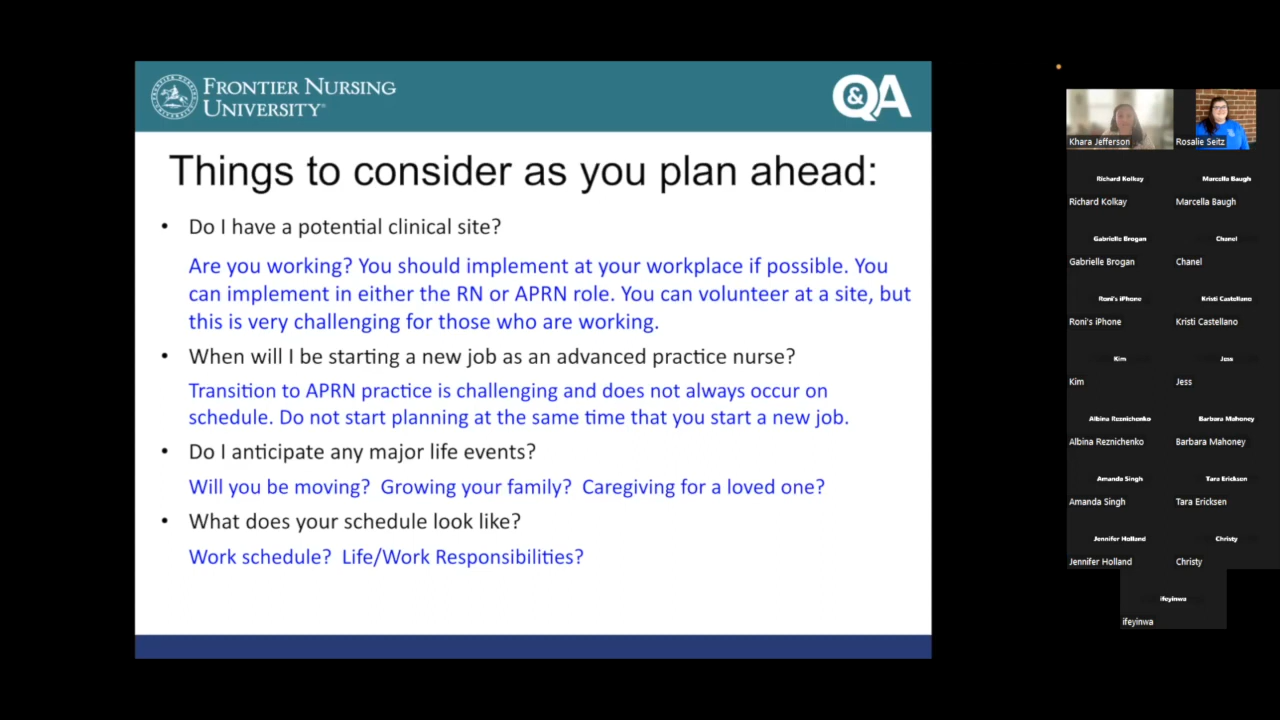 FRONTIER NURSING
UNIVERSITY
Q&A
Things to consider as you plan ahead:
• Do I have a potential clinical site?
Are you working? You should implement at your workplace if possible. You
can implement in either the RN or APRN role. You can volunteer at a site, but
this is very challenging for those who are working.
• When will I be starting a new job as an advanced practice nurse?
Transition to APRN practice is challenging and does not always occur on
schedule. Do not start planning at the same time that you start a new job.
• Do I anticipate any major life events?
Will you be moving? Growing your family? Caregiving for a loved one?
• What does your schedule look like?
Work schedule? Life/Work Responsibilities?
Khara Jefferson
Rosalie Seitz
Richard Kolkay
Marcella Baugh
Richard Kolkay
Marcella Baugh
Gabrielle Brogan
Chanel
Gabrielle Brogan
Chanel
Roni's iPhone
Kristi Castellano
Roni's iPhone
Kristi Castellano
Kim
Jess
Kim
Jess
Albina Reznichenko
Barbara Mahoney
Albina Reznichenko
Barbara Mahoney
Amanda Singh
Tara Ericksen
Amanda Singh
Tara Ericksen
Jennifer Holland
Christy
Jennifer Holland
Christy
ifeyinwa
ifeyinwa